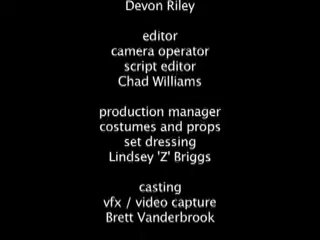 Devon Riley
editor
camera operator
script editor
Chad Williams
production manager
costumes and props
set dressing
Lindsey 'Z' Briggs
casting
vfx / video capture
Brett Vanderbrook